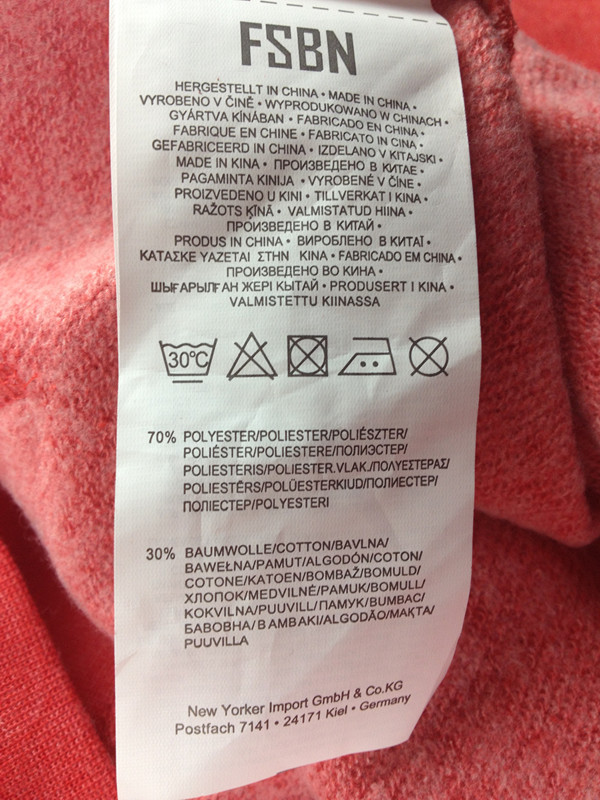 FSBN
HERGESTELLT IN CHINA • MADE IN CHINA •
VYROBENO V ČINĚ • WYPRODUKOWANO W CHINACH •
GYÁRTVA KÍNÁBAN • FABRICADO EN CHINA •
FABRIQUE EN CHINE • FABRICATO IN CINA •
GEFABRICEERD IN CHINA • IZDELANO V KITAJSKI •
MADE IN KINA • ПРОИЗВЕДЕНО В КИТАЕ •
PAGAMINTA KINIJA • VYROBENÉ V ČÍNE •
PROIZVEDENO U KINI • TILLVERKAT I KINA •
RAŽOTS ĶĪNĀ • VALMISTATUD HIINA •
ПРОИЗВЕДЕНО В КИТАЙ •
PRODUS IN CHINA • ВИРОБЛЕНО В КИТАЇ •
ΚΑΤΑΣΚΕ YAZETAI ΣΤΗΝ KINA • FABRICADO EM CHINA •
ПРОИЗВЕДЕНО ВО КИНА •
ШЫҒАРЫЛҒАН ЖЕРІ ҚЫТАЙ • PRODUSERT I KINA •
VALMISTETTU KIINASSA
30°C
70% POLYESTER/POLIESTER/POLIÉSZTER/
POLIÉSTER/POLIESTERE/ПОЛИЭСТЕР/
POLIESTERIS/POLIESTER.VLAK./ΠΟΛΥΕΣΤΕΡΑΣ/
POLIESTĒRS/POLÜESTERKIUD/ПОЛИЕСТЕР/
ПОЛІЕСТЕР/POLYESTERI
30% BAUMWOLLE/COTTON/BAVLNA/
BAWEŁNA/PAMUT/ALGODÓN/COTON/
COTONE/KATOEN/BOMBAŽ/BOMULD/
ХЛОПОК/MEDVILNĖ/PAMUK/BOMULL/
KOKVILNA/PUUVILL/ПАМУК/BUMBAC/
БАВОВНА/BAMBAKI/ALGODÃO/МАҚТА/
PUUVILLA
New Yorker Import GmbH & Co.KG
Postfach 7141 • 24171 Kiel • Germany